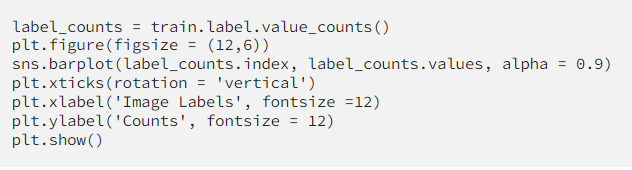 label_counts = train.label.value_counts()
plt.figure(figsize = (12,6))
sns.barplot(label_counts.index, label_counts.values, alpha = 0.9)
plt.xticks(rotation = 'vertical')
plt.xlabel('Image Labels', fontsize =12)
plt.ylabel('Counts', fontsize = 12)
plt.show()